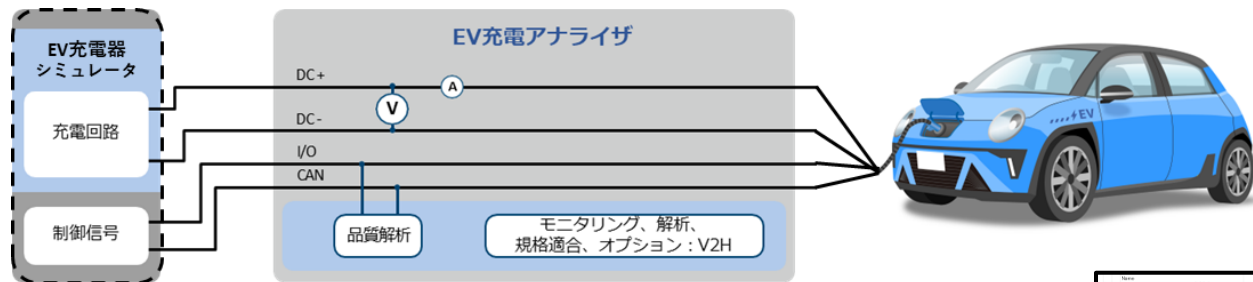 EV充電器
シミュレータ
充電回路
制御信号
EV充電アナライザ
DC+
A
V
DC-
I/O
CAN
品質解析
モニタリング、解析、
規格適合、オプション：V2H
EV
Name